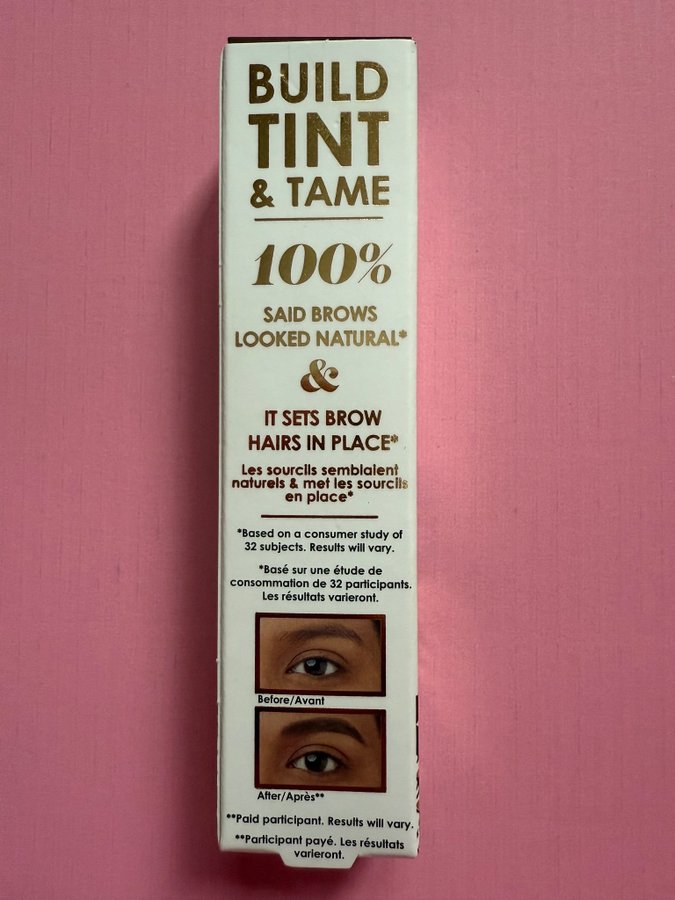 BUILD
TINT
& TAME
100%
SAID BROWS
LOOKED NATURAL*
&
IT SETS BROW
HAIRS IN PLACE*
Les sourcils semblaient
naturels & met les sourcils
en place*
*Based on a consumer study of
32 subjects. Results will vary.
*Basé sur une étude de
consommation de 32 participants.
Les résultats varieront.
Before/Avant
After/Après**
**Paid participant. Results will vary.
**Participant payé. Les résultats
varieront.